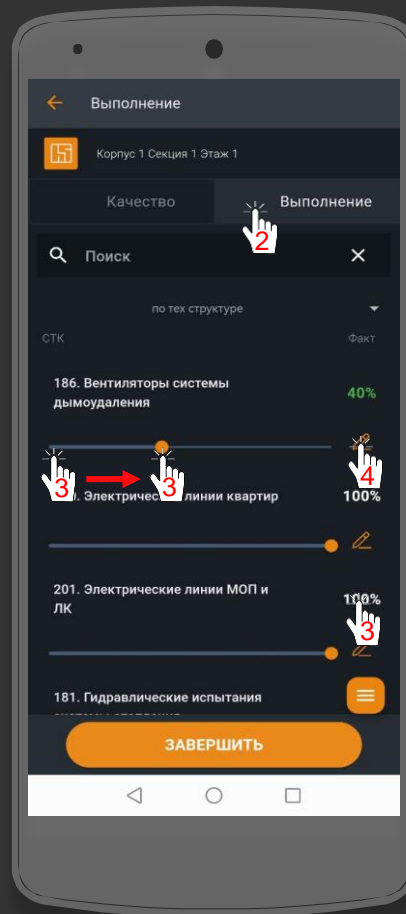 Выполнение
Корпус 1 Секция 1 Этаж 1
Качество
Выполнение
2
Поиск
по тех структуре
СТК
Факт
186. Вентиляторы системы
дымоудаления
40%
3
3
4
Электрические линии квартир
100%
201. Электрические линии МОП и
ЛК
100%
3
181. Гидравлические испытания
ЗАВЕРШИТЬ